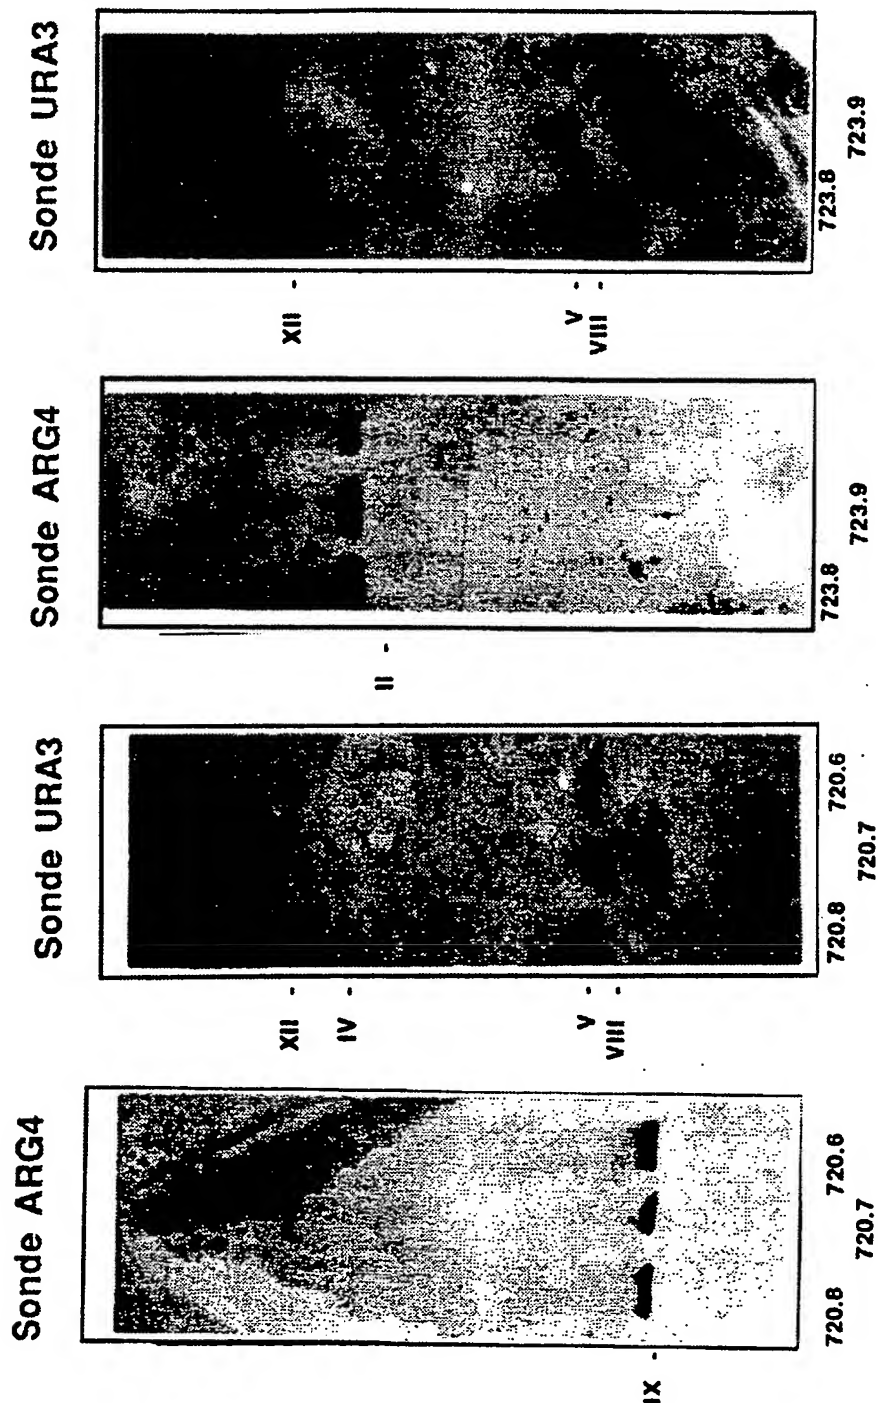 Sonde ARG4
IX
720.8 720.7 720.6
Sonde URA3
XII
IV
V
VIII
720.8 720.7 720.6
Sonde ARG4
II
723.8 723.9
Sonde URA3
XII
V
VIII
723.8 723.9